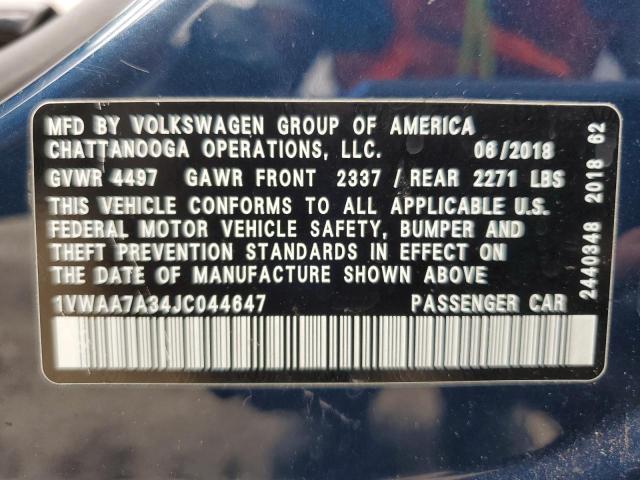 MFD BY VOLKSWAGEN GROUP OF AMERICA
CHATTANOOGA OPERATIONS, LLC. 06/2018
GVWR 4497 GAWR FRONT 2337 / REAR 2271 LBS
THIS VEHICLE CONFORMS TO ALL APPLICABLE U.S.
FEDERAL MOTOR VEHICLE SAFETY, BUMPER AND
THEFT PREVENTION STANDARDS IN EFFECT ON
THE DATE OF MANUFACTURE SHOWN ABOVE
1VWAA7A34JC044647 PASSENGER CAR
2440348 2018 62